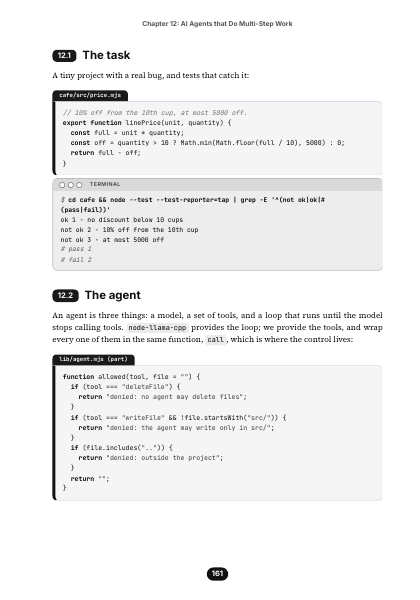 Chapter 12: AI Agents that Do Multi-Step Work
12.1 The task
A tiny project with a real bug, and tests that catch it:
cafe/src/price.mjs
// 10% off from the 10th cup, at most 5000 off.
export function linePrice(unit, quantity) {
  const full = unit * quantity;
  const off = quantity > 10 ? Math.min(Math.floor(full / 10), 5000) : 0;
  return full - off;
}
TERMINAL
$ cd cafe && node --test --test-reporter=tap | grep -E '^(not ok|ok|#
(pass|fail))'
ok 1 - no discount below 10 cups
not ok 2 - 10% off from the 10th cup
not ok 3 - at most 5000 off
# pass 1
# fail 2
12.2 The agent
An agent is three things: a model, a set of tools, and a loop that runs until the model
stops calling tools. node-llama-cpp provides the loop; we provide the tools, and wrap
every one of them in the same function, call, which is where the control lives:
lib/agent.mjs (part)
function allowed(tool, file = "") {
  if (tool === "deleteFile") {
    return "denied: no agent may delete files";
  }
  if (tool === "writeFile" && !file.startsWith("src/")) {
    return "denied: the agent may write only in src/";
  }
  if (file.includes("..")) {
    return "denied: outside the project";
  }
  return "";
}
161